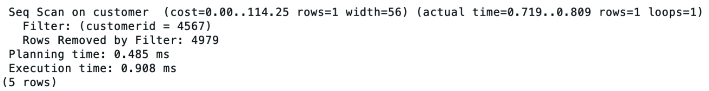 Seq Scan on customer  (cost=0.00..114.25 rows=1 width=56) (actual time=0.719..0.809 rows=1 loops=1)
  Filter: (customerid = 4567)
  Rows Removed by Filter: 4979
Planning time: 0.485 ms
Execution time: 0.908 ms
(5 rows)